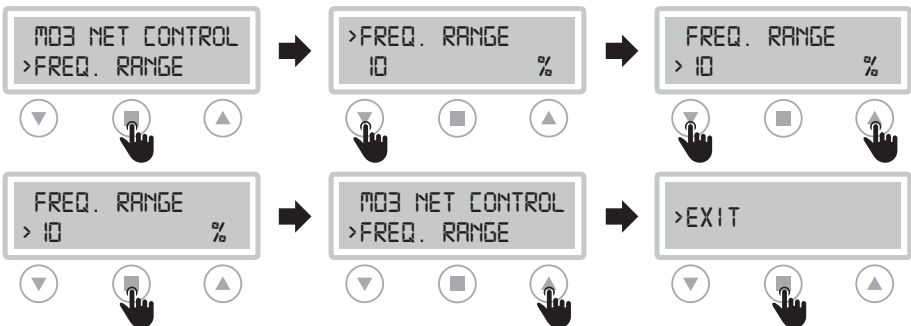 M03 NET CONTROL
>FREQ. RANGE
>FREQ. RANGE
10 %
FREQ. RANGE
> 10 %
FREQ. RANGE
> 10 %
M03 NET CONTROL
>FREQ. RANGE
>EXIT